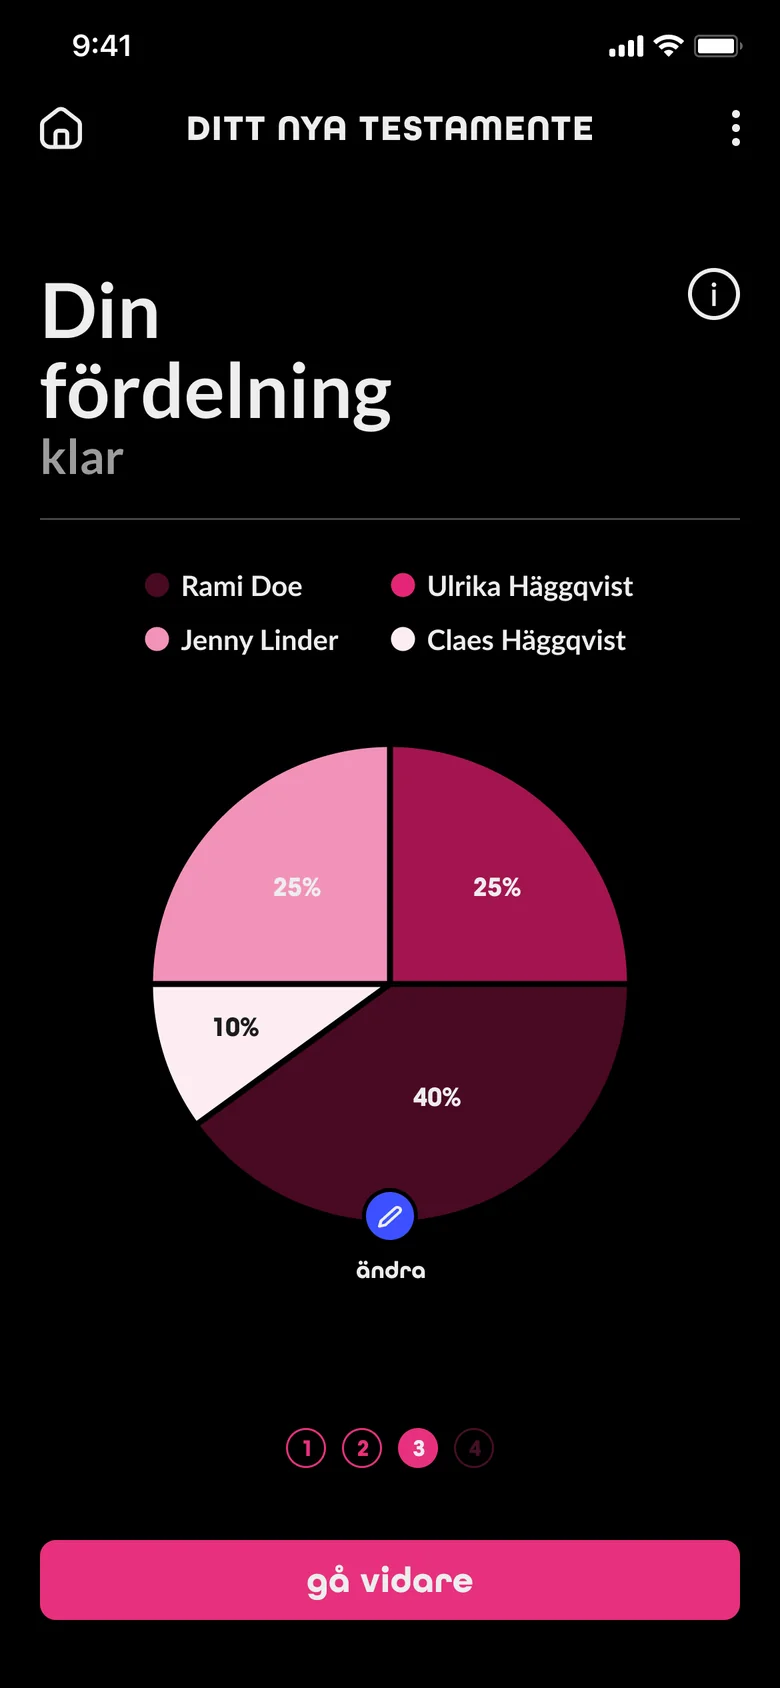 9:41
DITT NYA TESTAMENTE
Din
fördelning
klar
i
Rami Doe
Ulrika Häggqvist
Jenny Linder
Claes Häggqvist
25%
25%
10%
40%
ändra
1 2 3 4
gå vidare